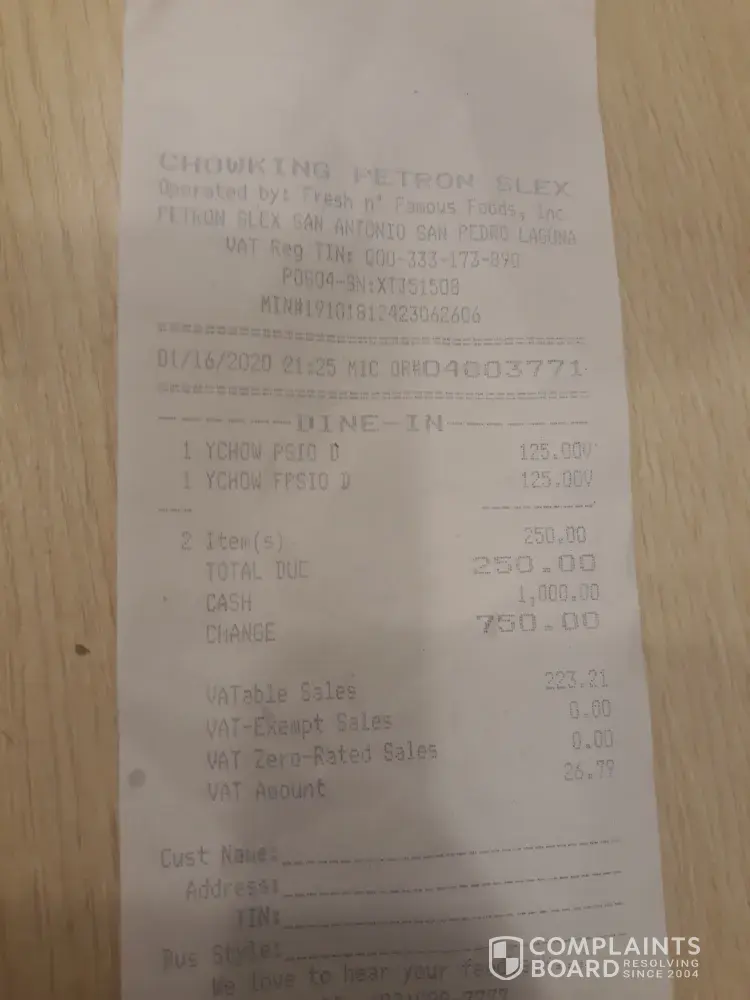 CHOWKING PETRON SLEX
Operated by: Fresh n' Famous Foods, Inc.
PETRON SLEX SAN ANTONIO SAN PEDRO LAGUNA
VAT Reg TIN: 000-333-173-890
POS04-SN:XTJ51508
MIN#19101812423062606
01/16/2020 21:25 MIC OR#04003771
DINE-IN
1 YCHOW PSIO D 125.00V
1 YCHOW FPSIO D 125.00V
2 Item(s) 250.00
TOTAL DUE 250.00
CASH 1,000.00
CHANGE 750.00
VATable Sales 223.21
VAT-Exempt Sales 0.00
VAT Zero-Rated Sales 0.00
VAT Amount 26.79
Cust Name:
Address:
TIN:
Bus Style:
We love to hear your
COMPLAINTS
BOARD RESOLVING
SINCE 2004